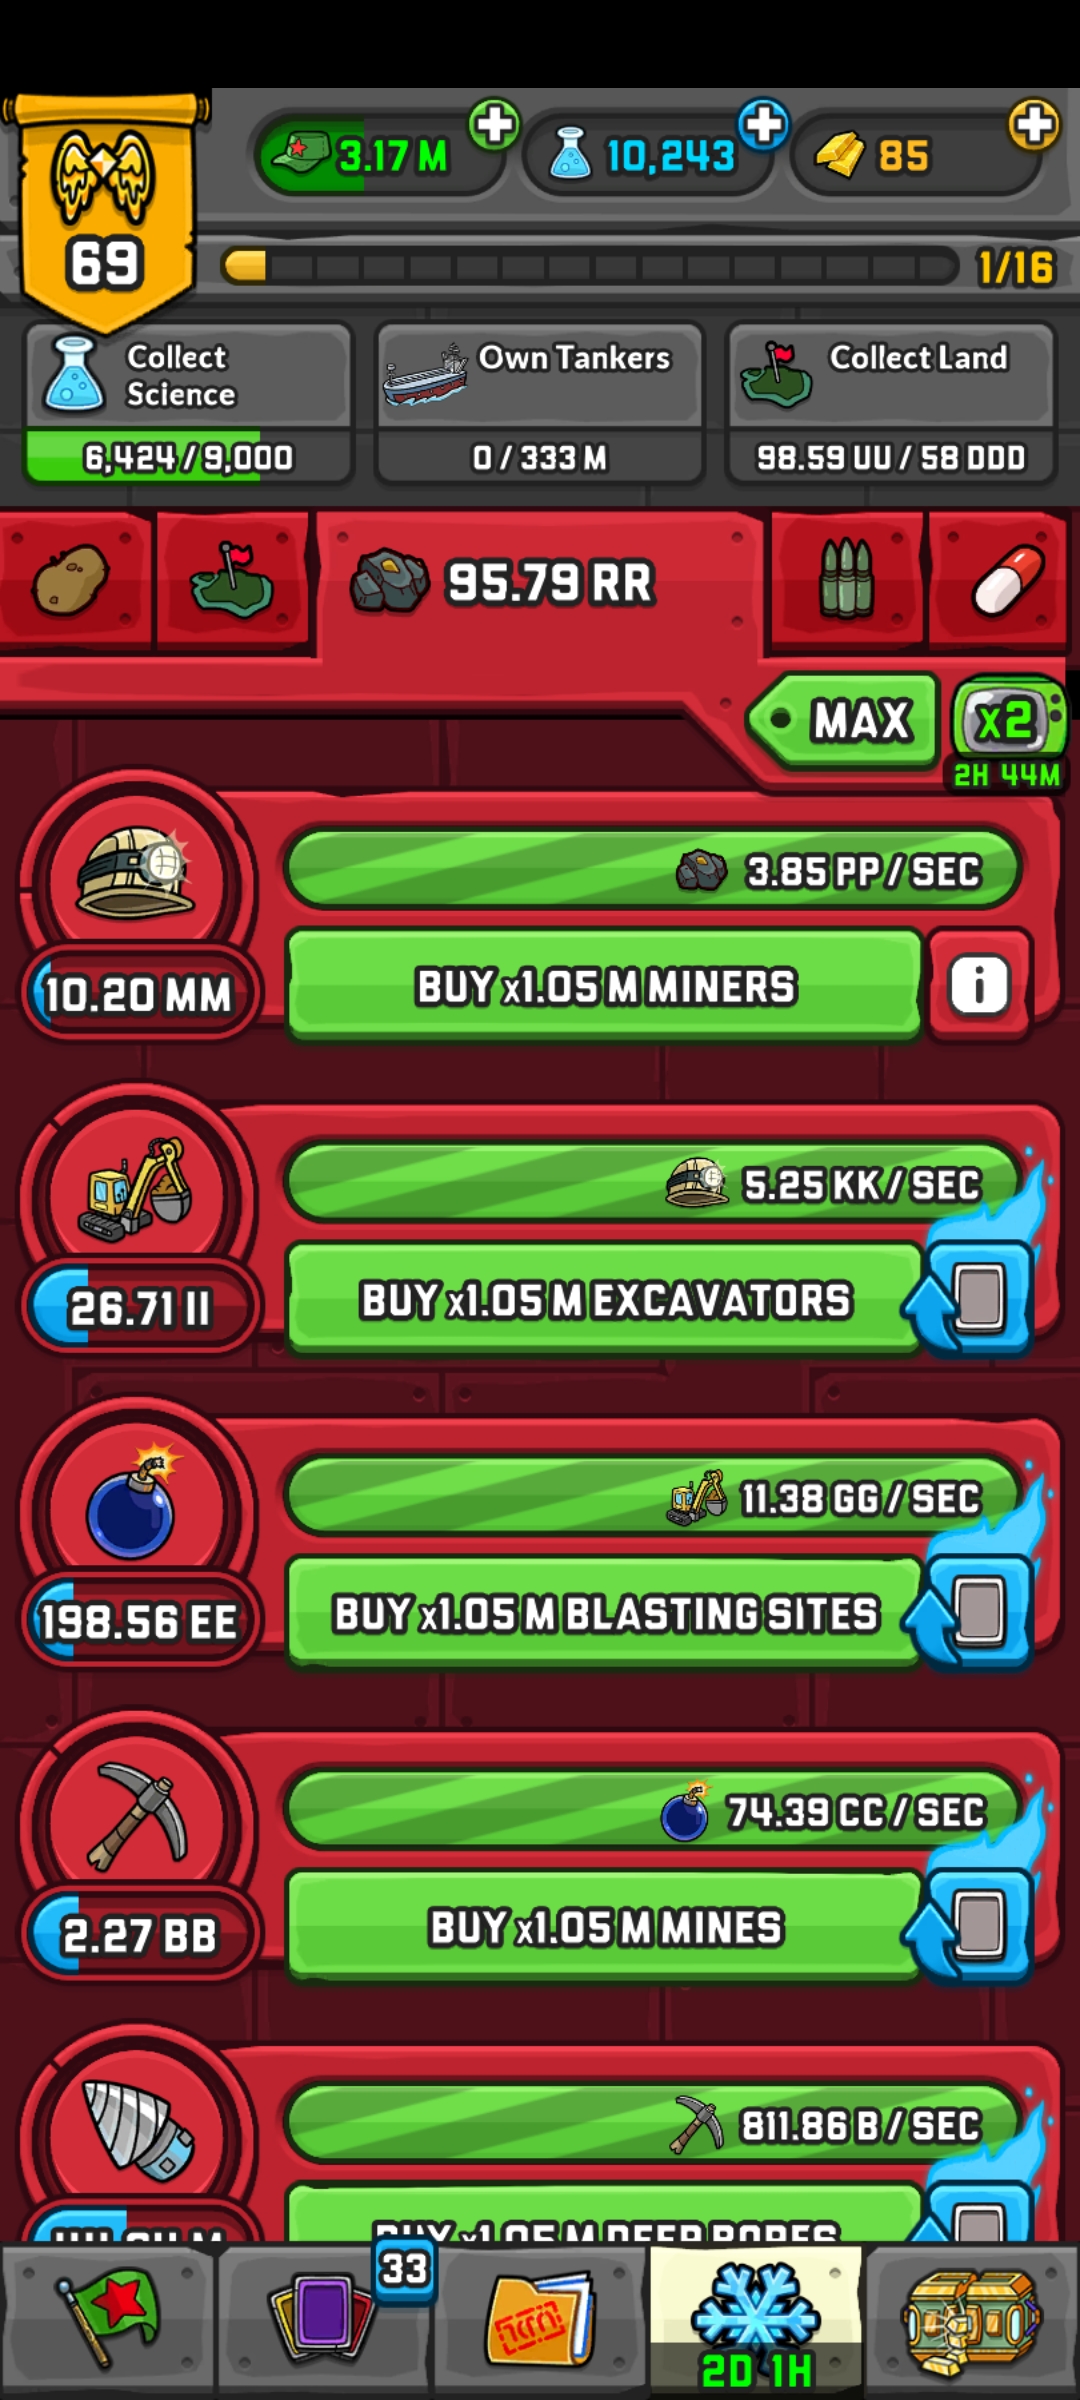 3.17 M
10,243
85
69
1/16
Collect
Science
6,424/9,000
Own Tankers
0/333 M
Collect Land
98.59 UU/58 DDD
95.79 RR
MAX
x2
2H 44M
3.85 PP/SEC
10.20 MM
BUY x1.05 M MINERS
i
5.25 KK/SEC
26.71 II
BUY x1.05 M EXCAVATORS
11.38 GG/SEC
198.56 EE
BUY x1.05 M BLASTING SITES
74.39 CC/SEC
2.27 BB
BUY x1.05 M MINES
811.86 B/SEC
BUY x1.05 M DEEP BORES
33
2D 1H